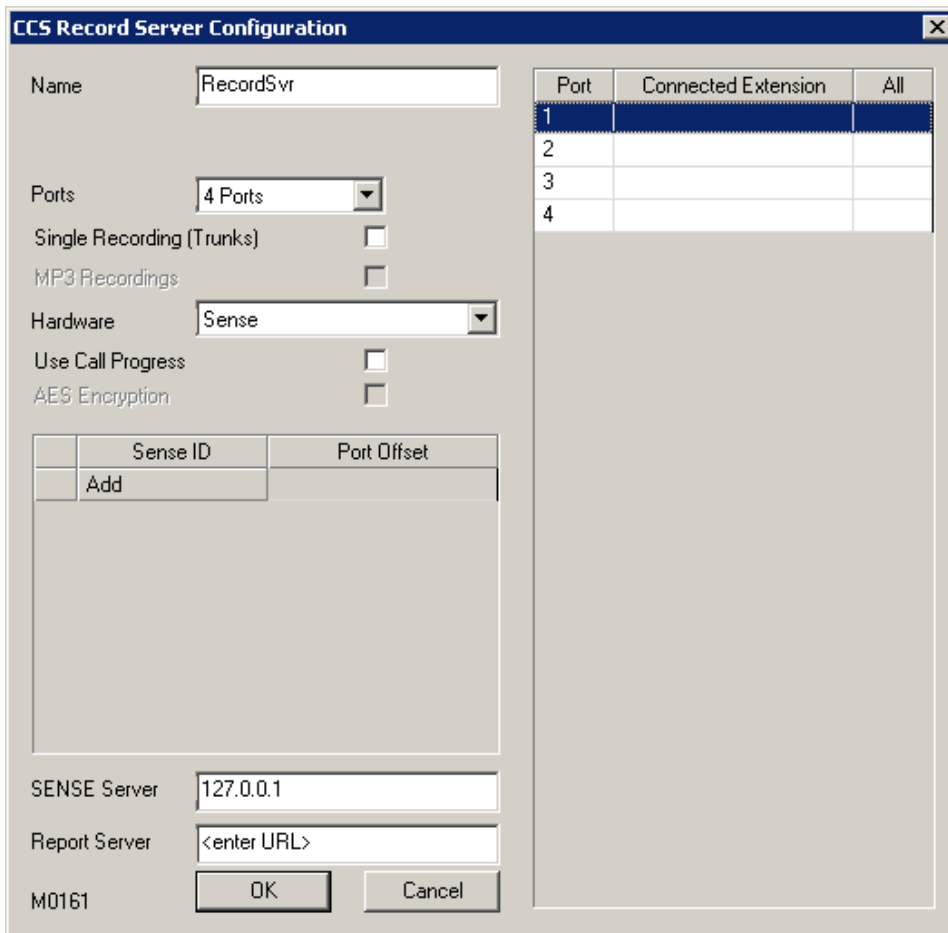 CCS Record Server Configuration
Name RecordSvr
Ports 4 Ports
Single Recording (Trunks)
MP3 Recordings
Hardware Sense
Use Call Progress
AES Encryption
Sense ID Port Offset
Add
SENSE Server 127.0.0.1
Report Server <enter URL>
M0161 OK Cancel
Port Connected Extension All
1
2
3
4